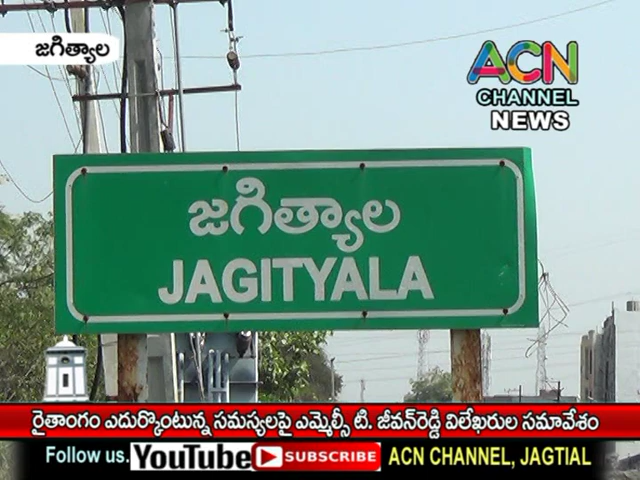 జగిత్యాల
ACN
CHANNEL
NEWS
జగిత్యాల
JAGITYALA
రైతాంగం ఎదుర్కొంటున్న సమస్యలపై ఎమ్మెల్సీ టి. జీవన్‌రెడ్డి విలేఖరుల సమావేశం
Follow us. YouTube SUBSCRIBE ACN CHANNEL, JAGTIAL